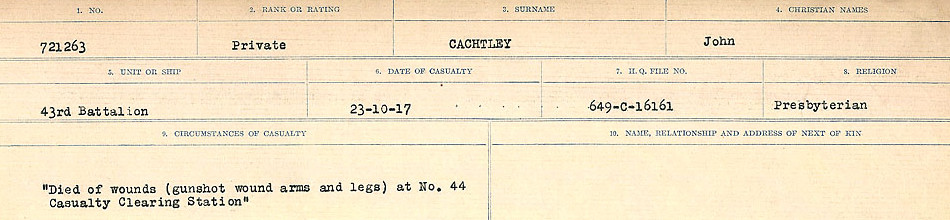 1. NO. 2. RANK OR RATING 3. SURNAME 4. CHRISTIAN NAMES
721263 Private CACHTLEY John
5. UNIT OR SHIP 6. DATE OF CASUALTY 7. H. Q. FILE NO. 8. RELIGION
43rd Battalion 23-10-17 649-C-16161 Presbyterian
9. CIRCUMSTANCES OF CASUALTY 10. NAME, RELATIONSHIP AND ADDRESS OF NEXT OF KIN
"Died of wounds (gunshot wound arms and legs) at No. 44
Casualty Clearing Station"